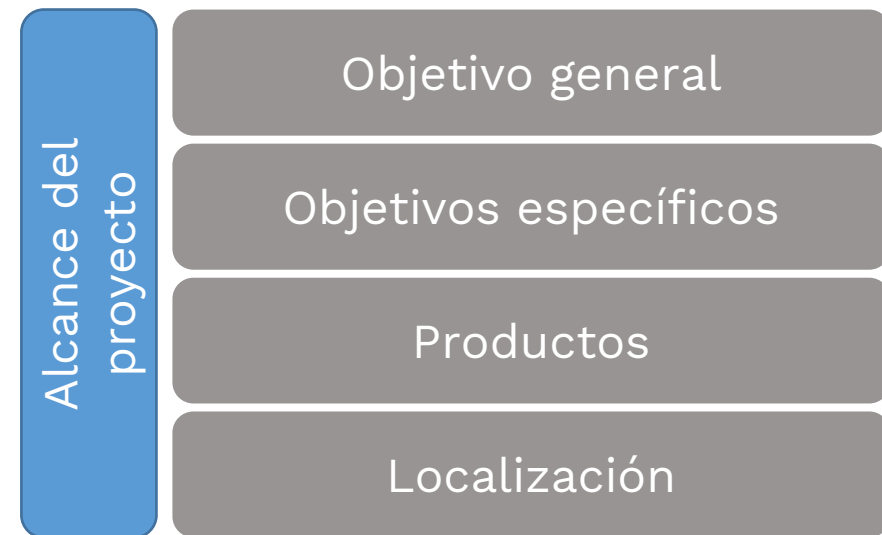 Alcance del
proyecto
Objetivo general
Objetivos específicos
Productos
Localización